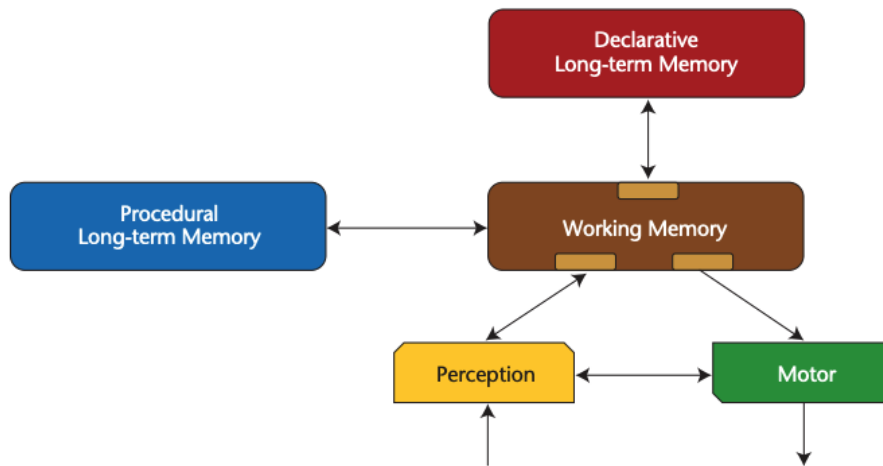 Declarative
Long-term Memory
Procedural
Long-term Memory
Working Memory
Perception
Motor